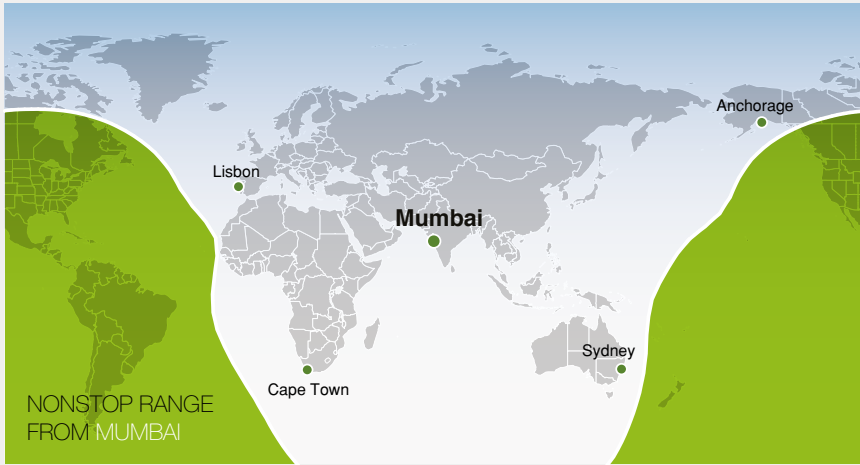 Anchorage
Lisbon
Mumbai
Sydney
Cape Town
NONSTOP RANGE
FROM MUMBAI